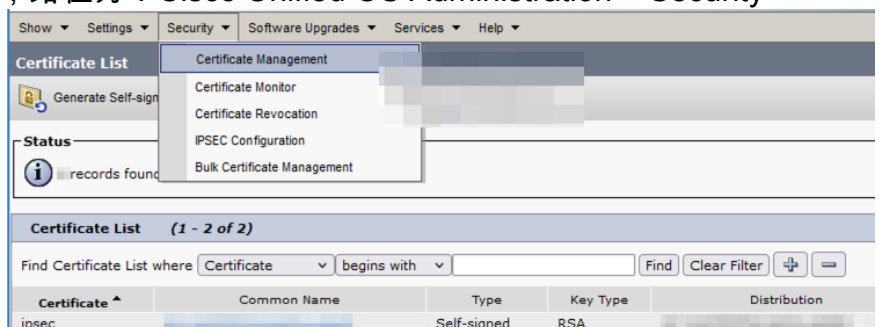 Show Settings Security Software Upgrades Services Help
Certificate List
Certificate Management
Generate Self-sign
Certificate Monitor
Certificate Revocation
IPSEC Configuration
Bulk Certificate Management
Status
records found
Certificate List (1 - 2 of 2)
Find Certificate List where Certificate begins with Find Clear Filter
Certificate Common Name Type Key Type Distribution
ipsec Self-signed RSA